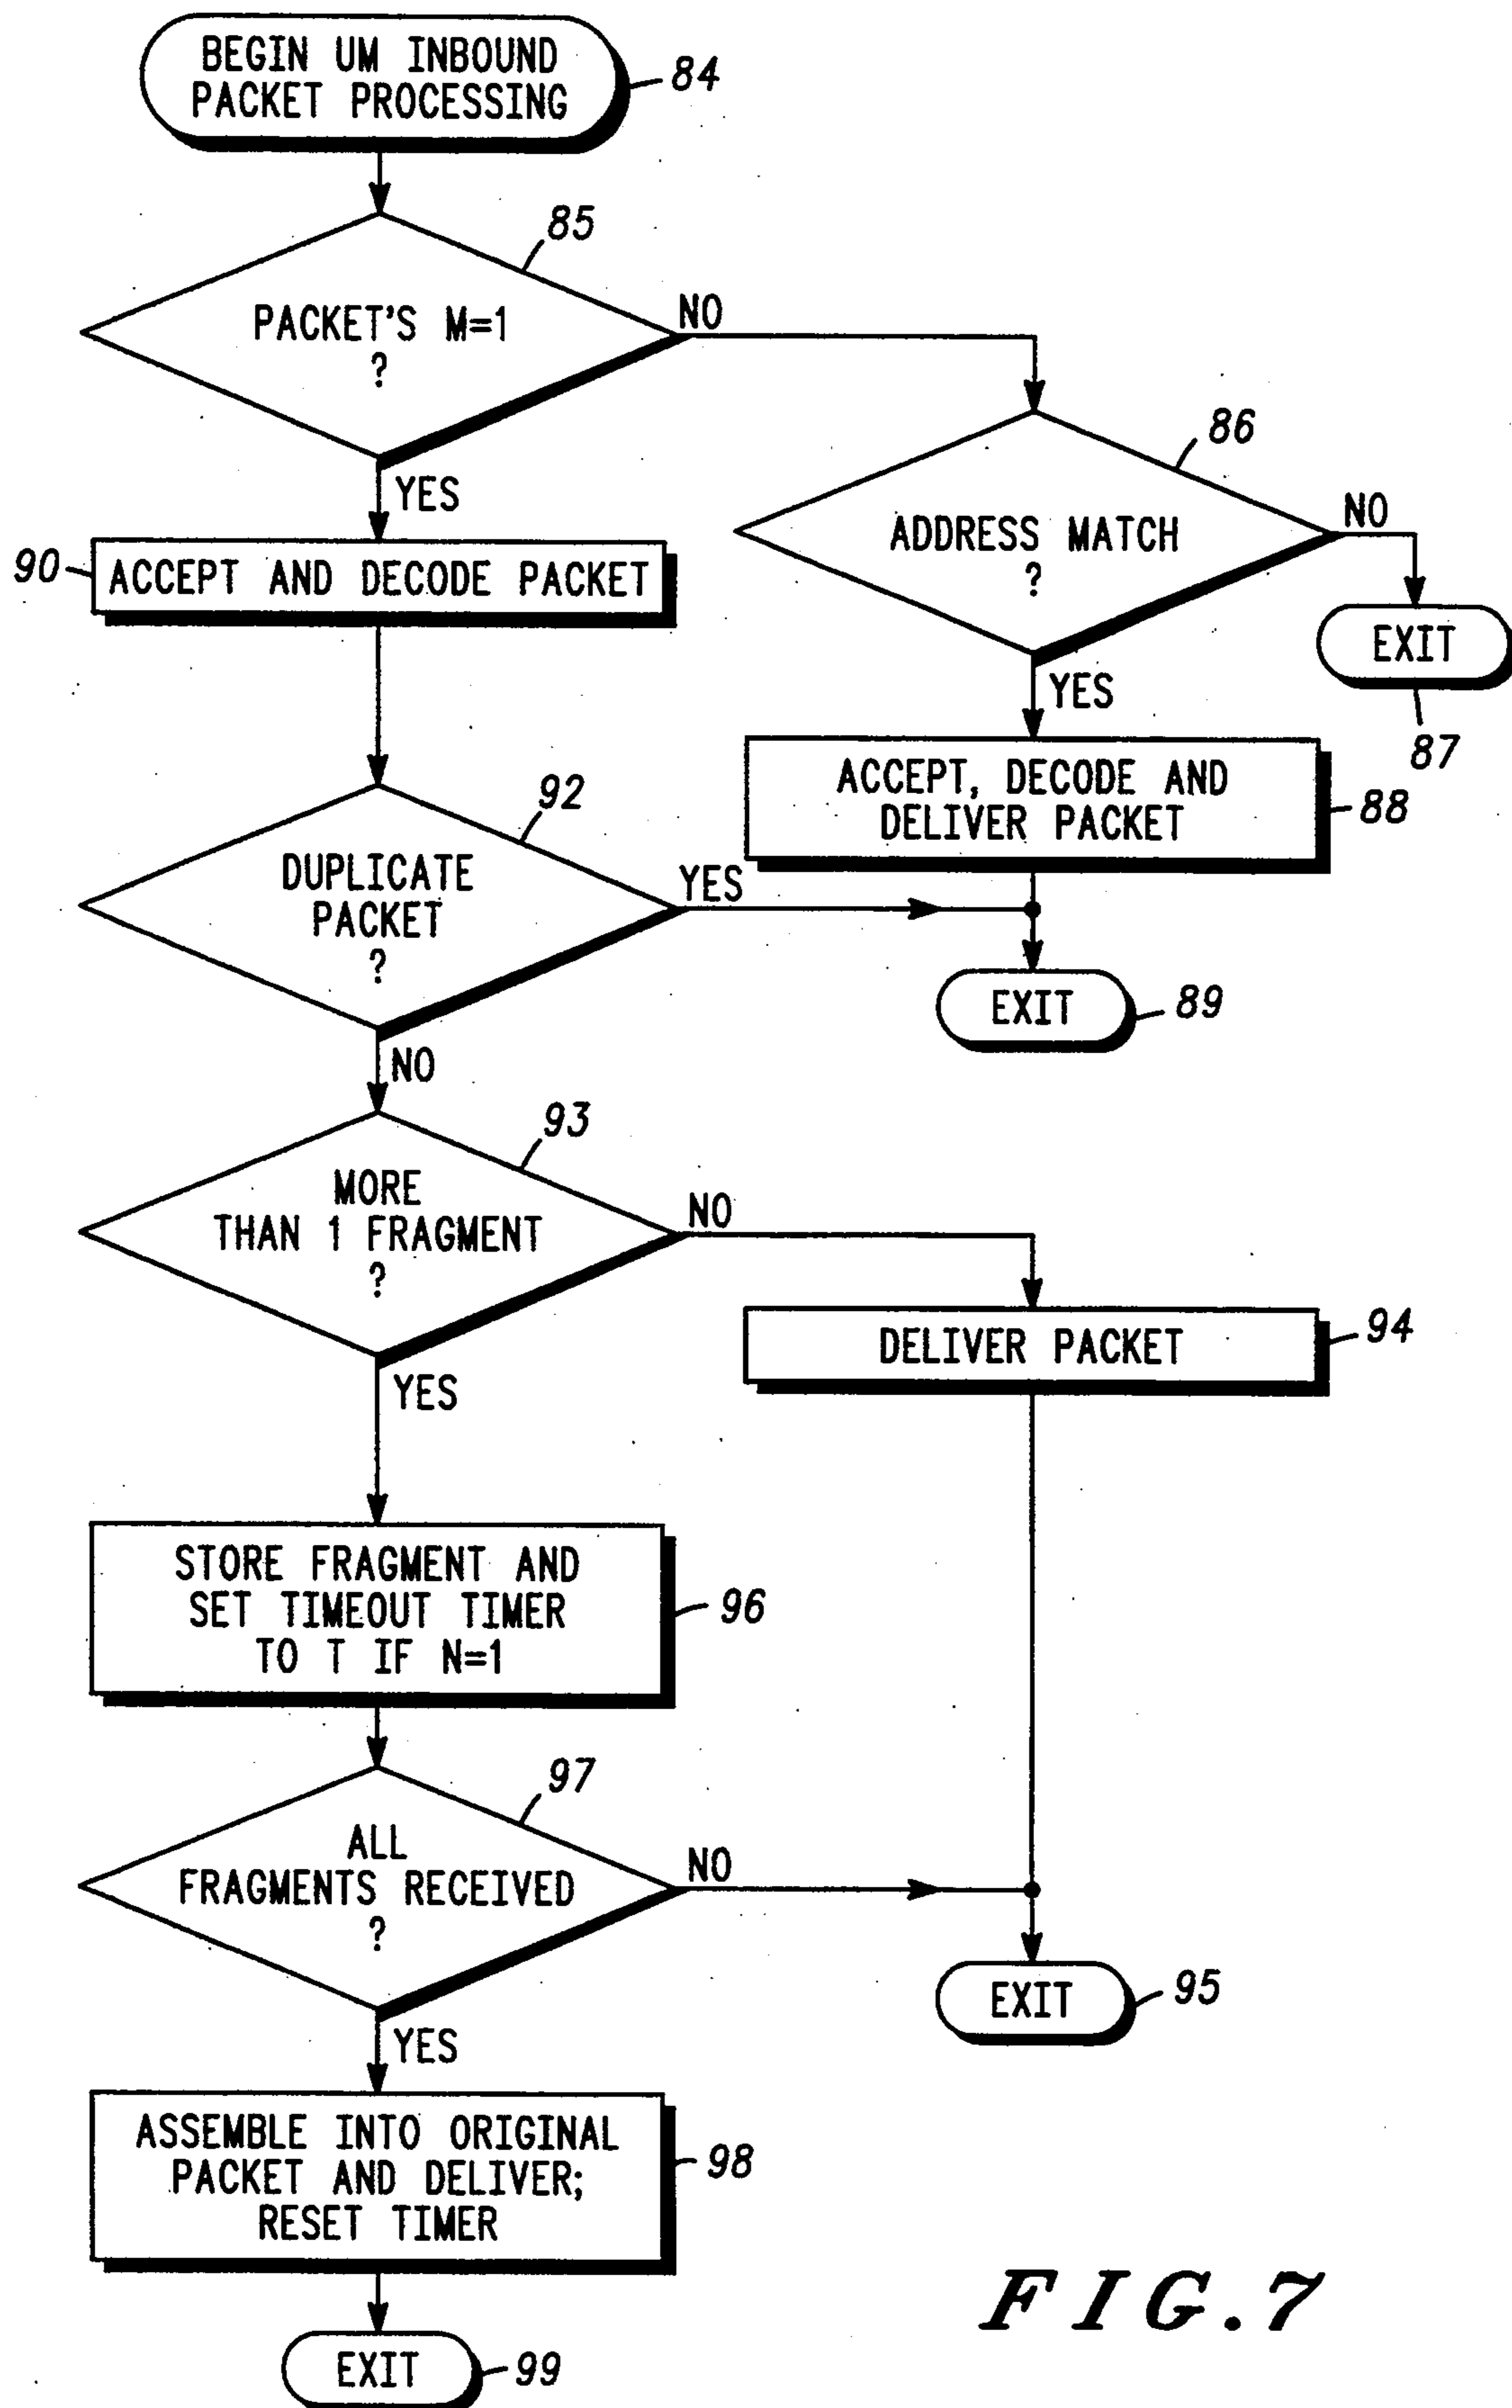 BEGIN UM INBOUND
PACKET PROCESSING
84
85
PACKET'S M=1
?
NO
YES
86
ADDRESS MATCH
?
NO
EXIT
87
YES
90
ACCEPT AND DECODE PACKET
ACCEPT, DECODE AND
DELIVER PACKET
88
92
DUPLICATE
PACKET
?
YES
EXIT
89
NO
93
MORE
THAN 1 FRAGMENT
?
NO
DELIVER PACKET
94
YES
STORE FRAGMENT AND
SET TIMEOUT TIMER
TO T IF N=1
96
97
ALL
FRAGMENTS RECEIVED
?
NO
EXIT
95
YES
ASSEMBLE INTO ORIGINAL
PACKET AND DELIVER;
RESET TIMER
98
EXIT
99
FIG.7